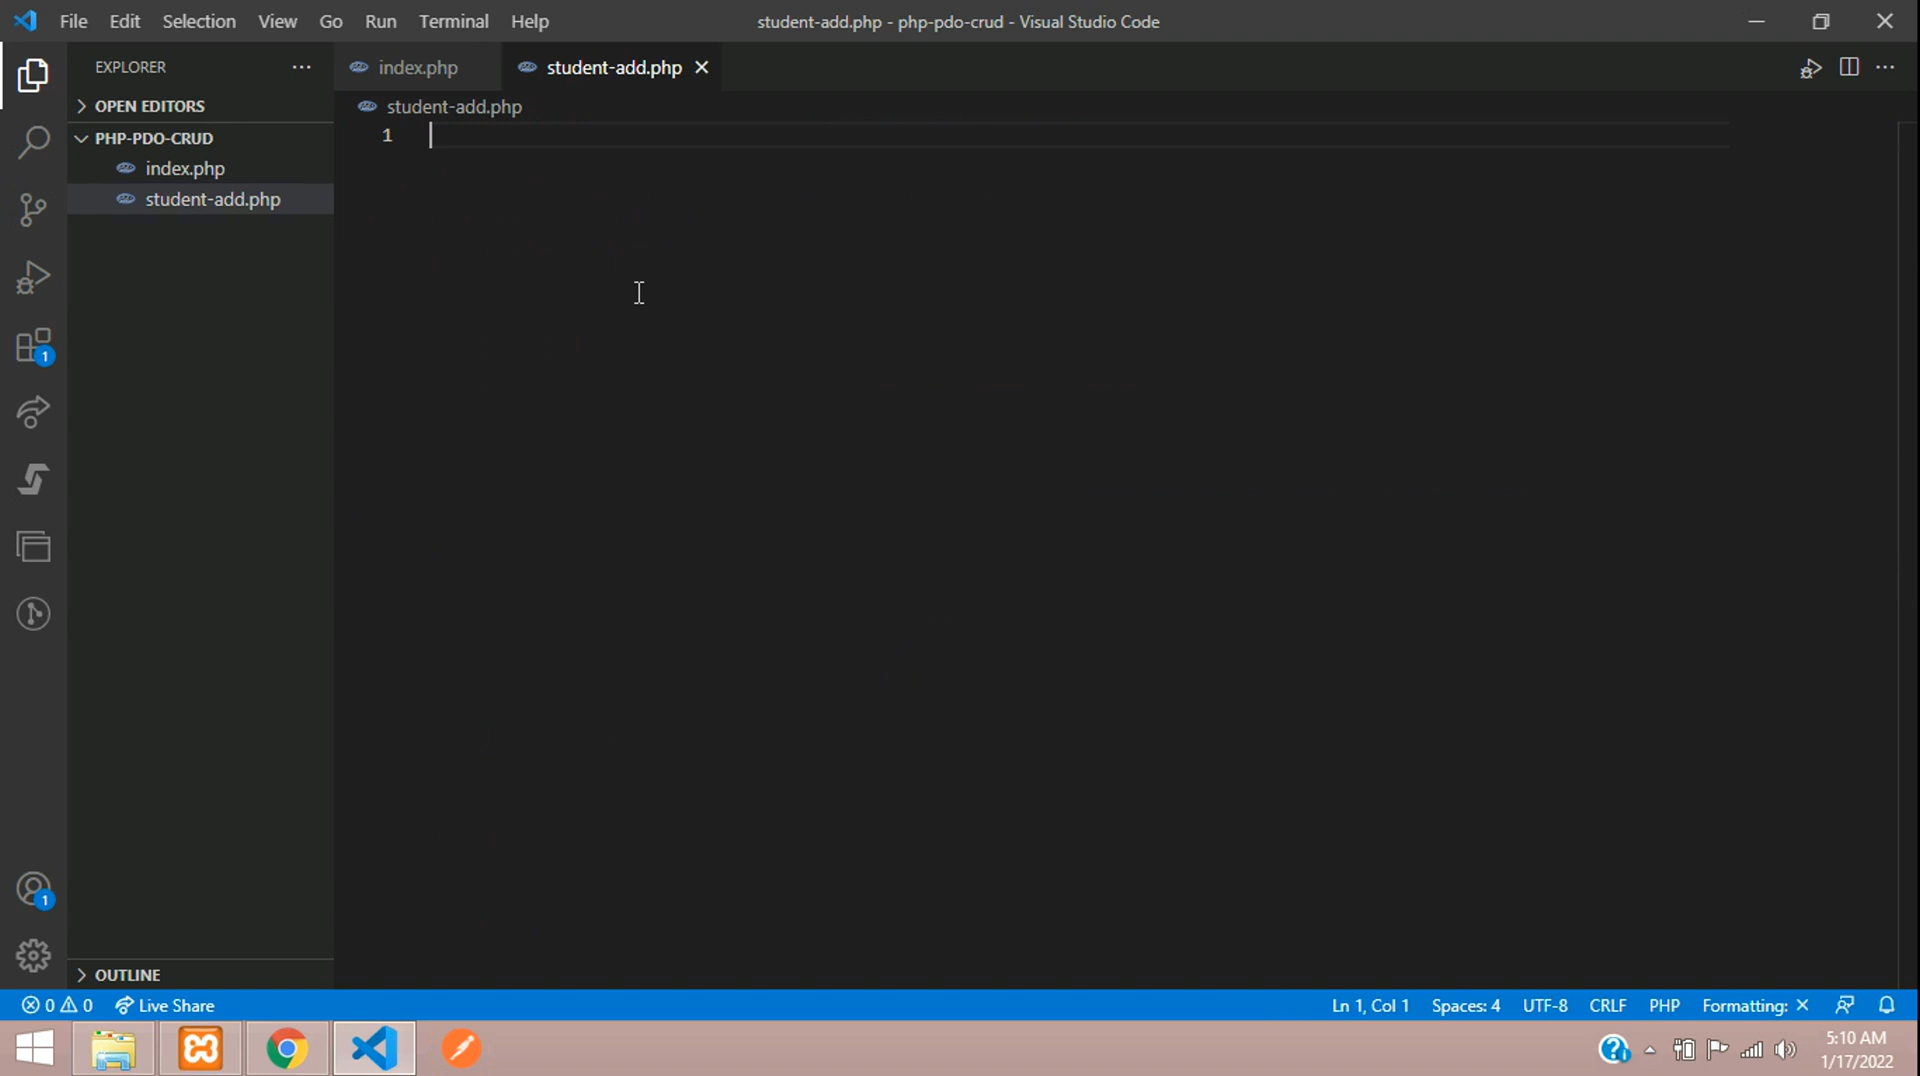 File Edit Selection View Go Run Terminal Help
student-add.php - php-pdo-crud - Visual Studio Code
EXPLORER
index.php
student-add.php
OPEN EDITORS
student-add.php
PHP-PDO-CRUD
1
index.php
student-add.php
1
1
OUTLINE
0 0 Live Share
Ln 1, Col 1 Spaces: 4 UTF-8 CRLF PHP Formatting: ×
5:10 AM
1/17/2022